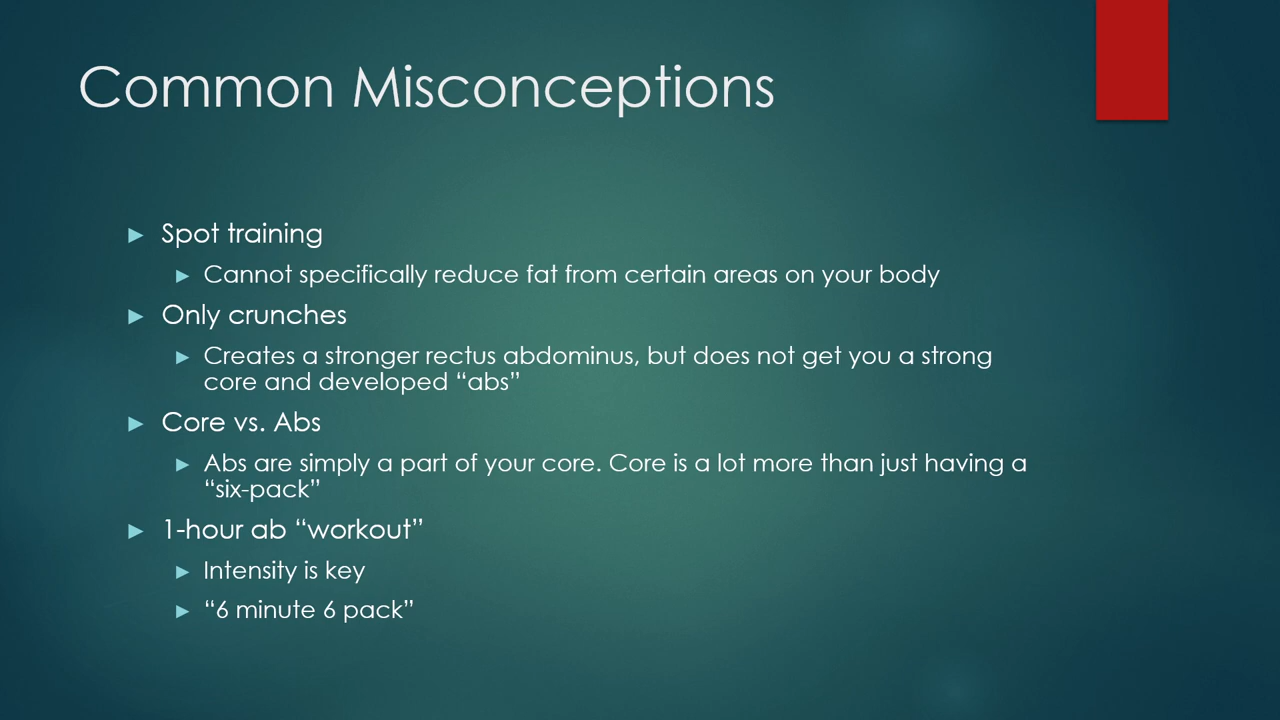 Common Misconceptions
Spot training
Cannot specifically reduce fat from certain areas on your body
Only crunches
Creates a stronger rectus abdominus, but does not get you a strong
core and developed “abs”
Core vs. Abs
Abs are simply a part of your core. Core is a lot more than just having a
“six-pack”
1-hour ab “workout”
Intensity is key
“6 minute 6 pack”